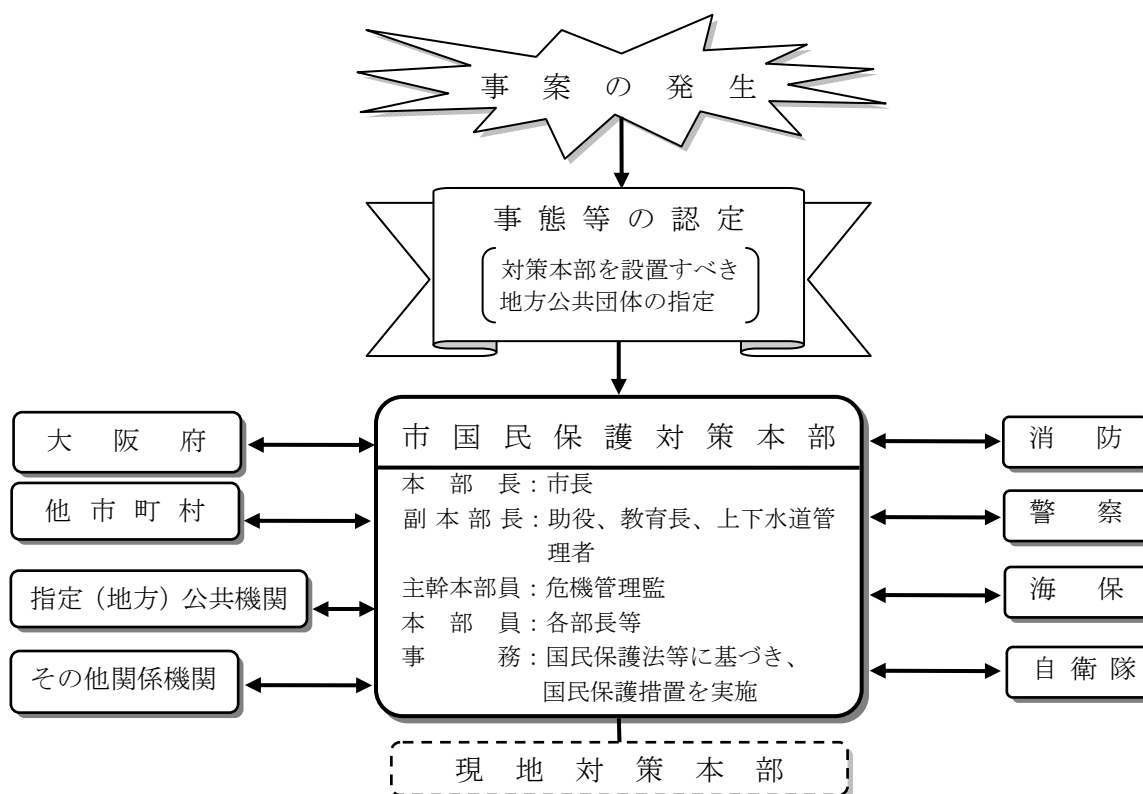 事案の発生
事態等の認定
対策本部を設置すべき
地方公共団体の指定
市国民保護対策本部
本部長：市長
副本部長：助役、教育長、上下水道管
理者
主幹本部員：危機管理監
本部員：各部長等
事務：国民保護法等に基づき、
国民保護措置を実施
大阪府
他市町村
指定（地方）公共機関
その他関係機関
消防
警察
海保
自衛隊
現地対策本部